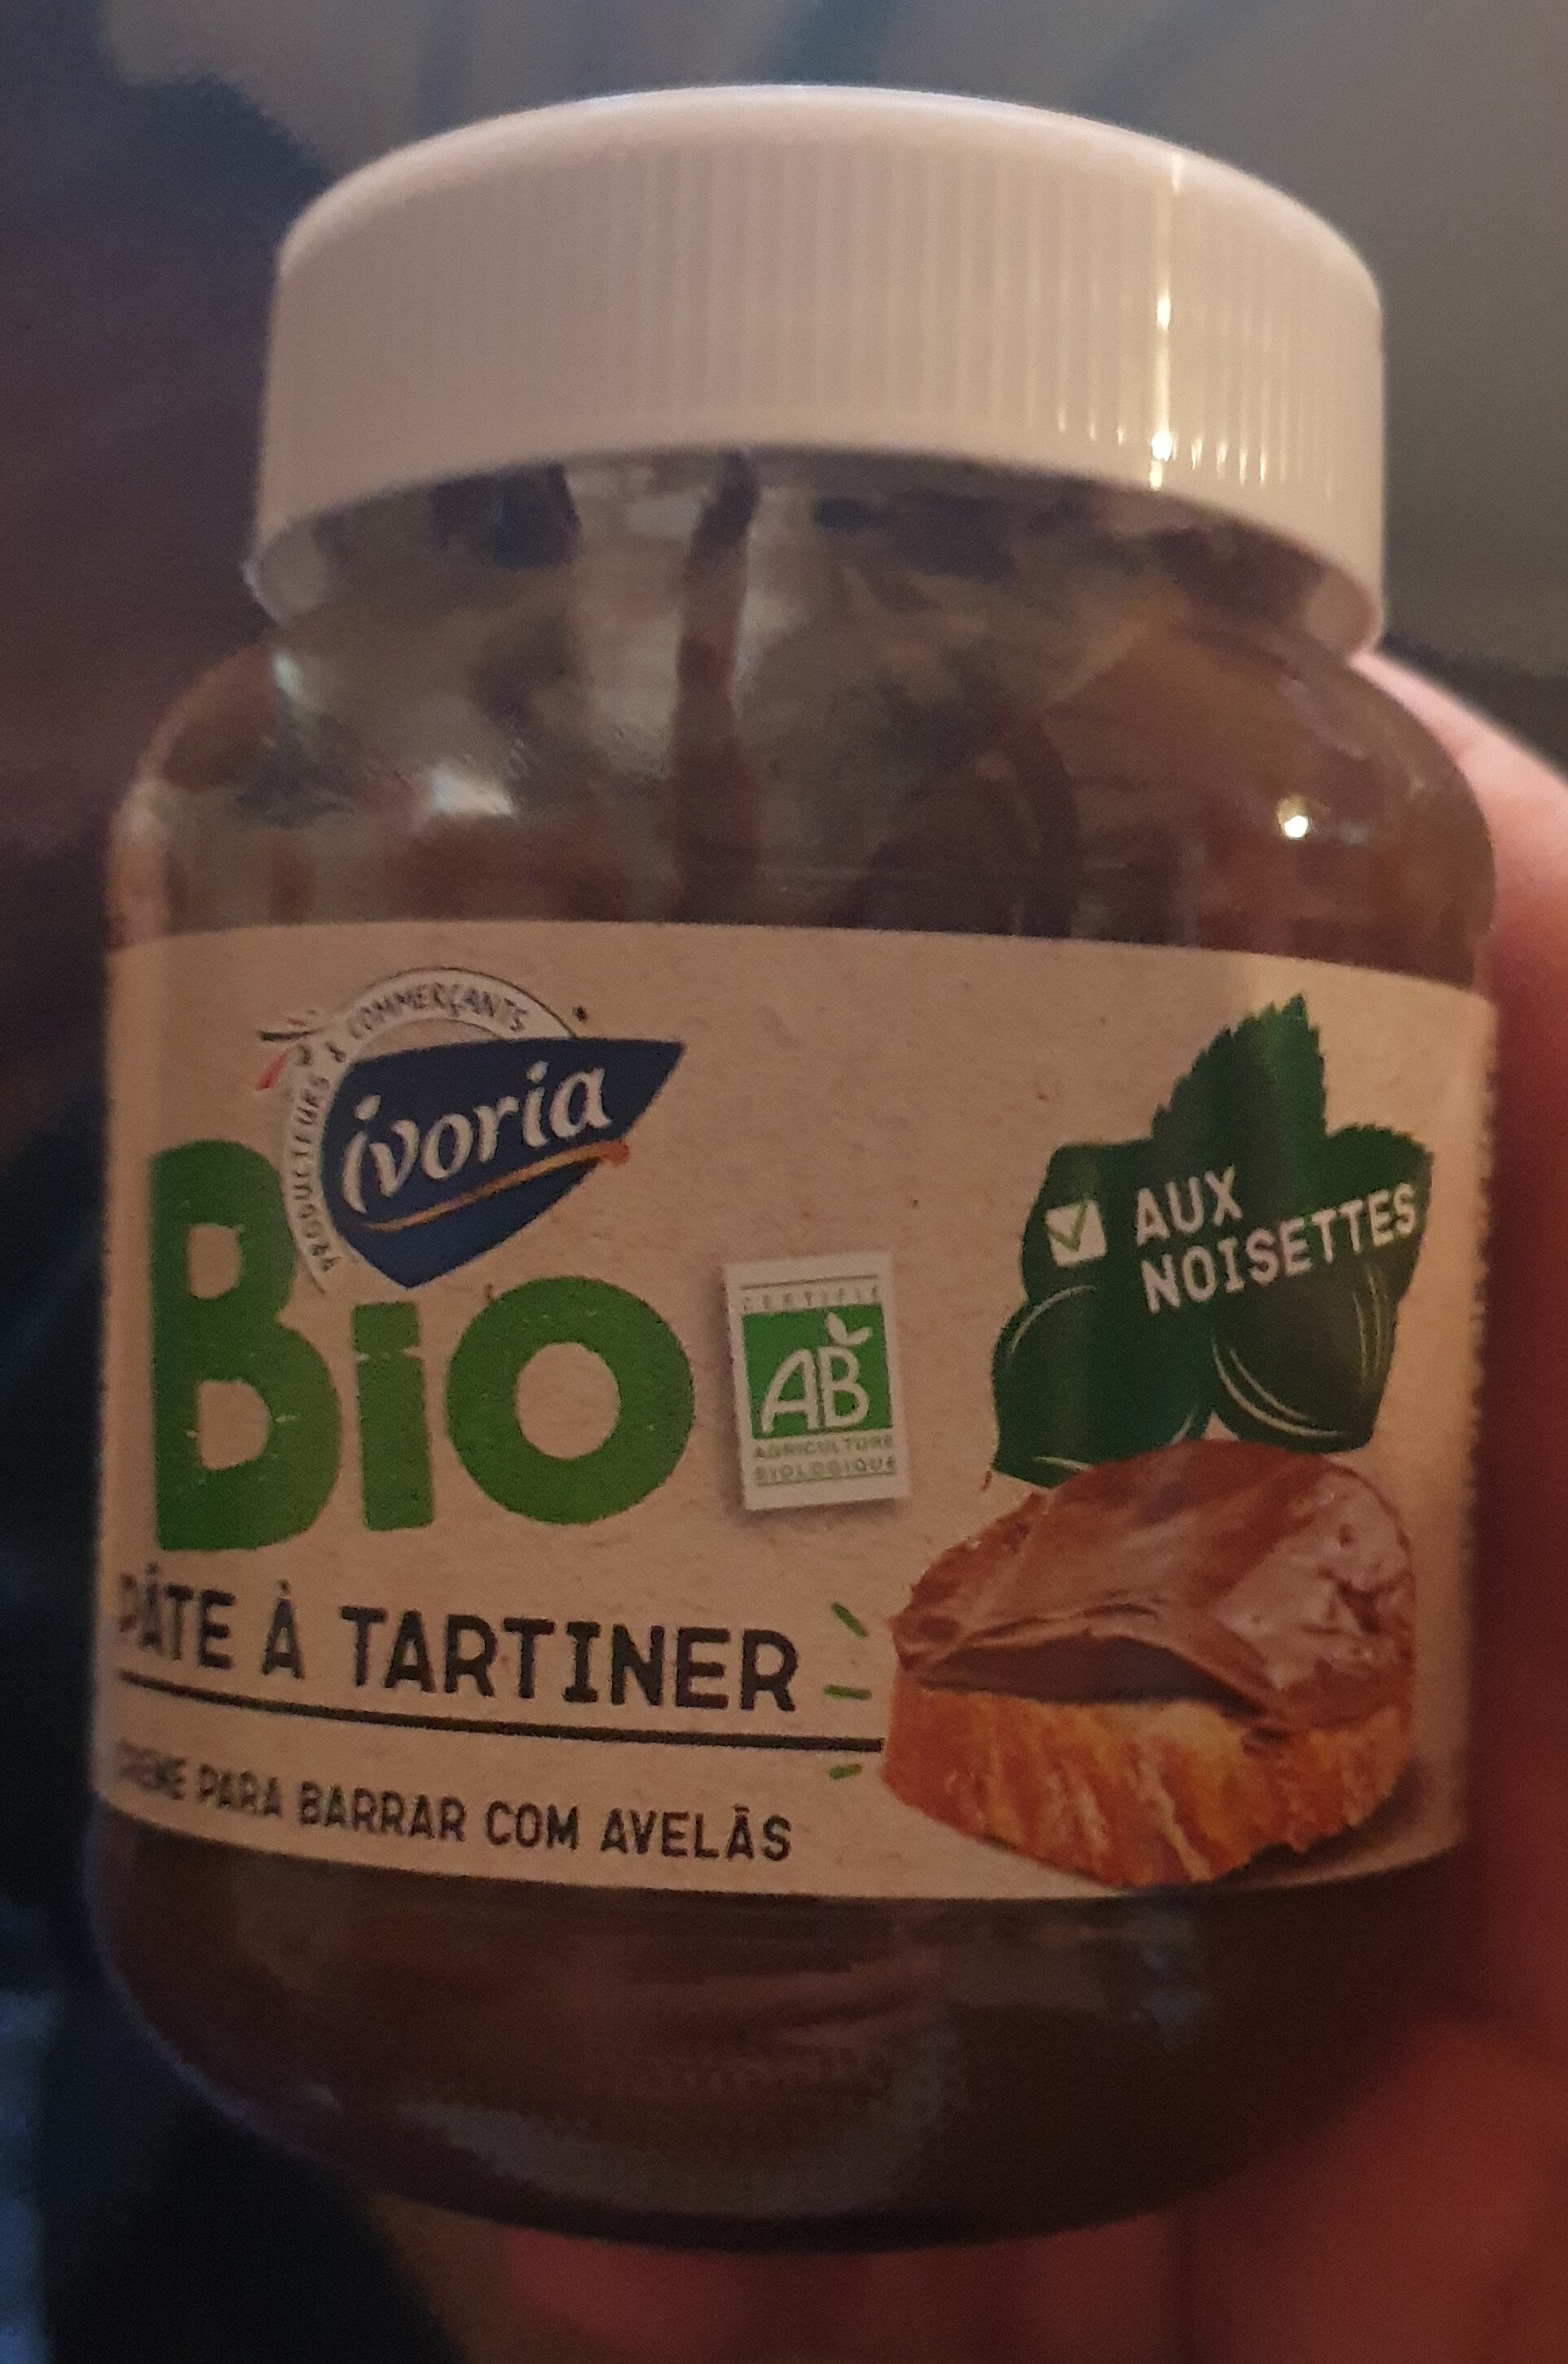 PRODUCTEURS & COMMERÇANTS
ivoria
Bio
CERTIFIÉ
AB
AGRICULTURE
BIOLOGIQUE
AUX
NOISETTES
PÂTE À TARTINER
CREME PARA BARRAR COM AVELÃS